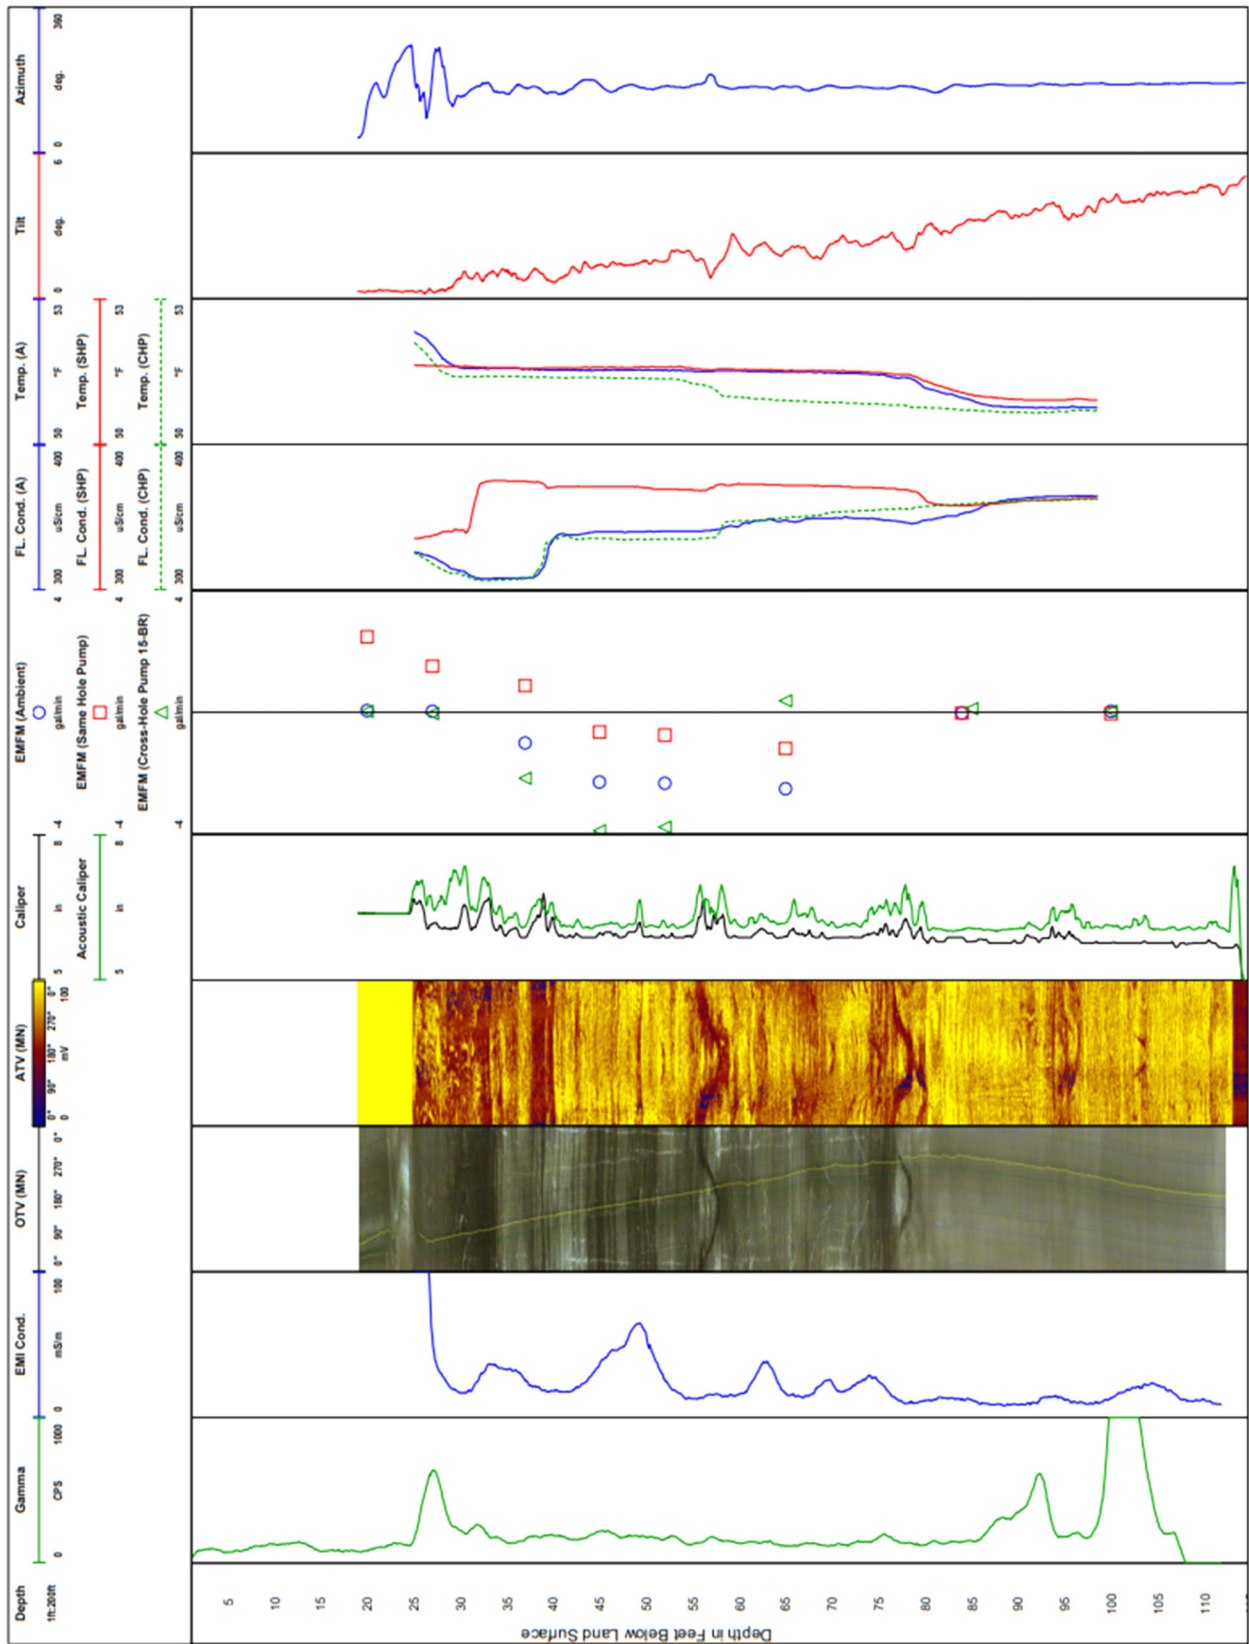 Depth
1ft:200ft
Gamma
0 CPS 1000
EMI Cond.
0 mS/m 100
OTV (MN)
0° 90° 180° 270° 0°
ATV (MN)
0° 90° 180° 270° 0°
0 mV 100
Caliper
5 in 8
Acoustic Caliper
5 in 8
EMFM (Ambient)
-4 gal/min 4
EMFM (Same Hole Pump)
-4 gal/min 4
EMFM (Cross-Hole Pump 15-BR)
-4 gal/min 4
FL. Cond. (A)
300 uS/cm 400
FL. Cond. (SHP)
300 uS/cm 400
FL. Cond. (CHP)
300 uS/cm 400
Temp. (A)
50 °F 53
Temp. (SHP)
50 °F 53
Temp. (CHP)
50 °F 53
Tilt
0 deg. 6
Azimuth
0 deg. 360
Depth in Feet Below Land Surface
5
10
15
20
25
30
35
40
45
50
55
60
65
70
75
80
85
90
95
100
105
110